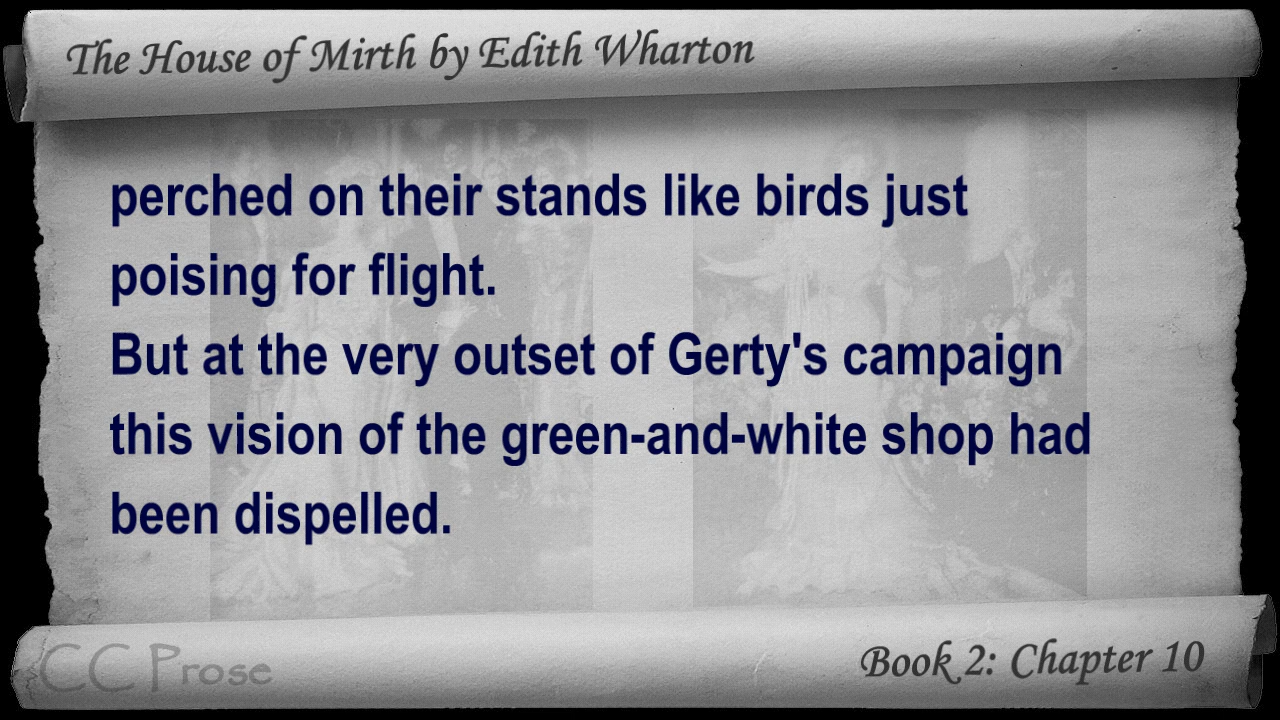 The House of Mirth by Edith Wharton
perched on their stands like birds just
poising for flight.
But at the very outset of Gerty's campaign
this vision of the green-and-white shop had
been dispelled.
CC Prose
Book 2: Chapter 10